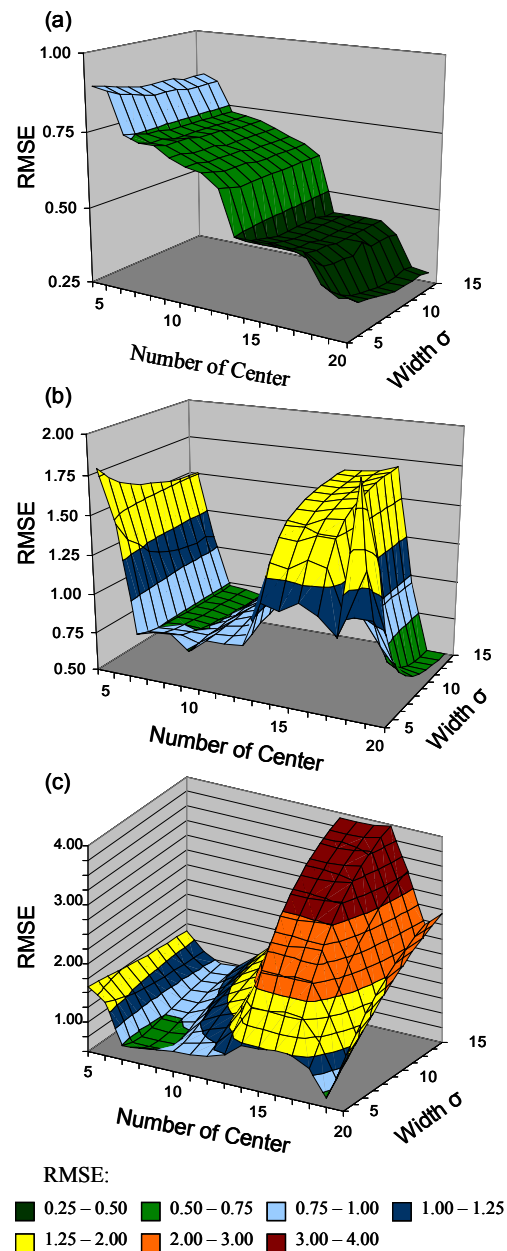 (a)
1.00
0.75
0.50
0.25
RMSE
5
10
15
20
Number of Center
5
10
15
Width σ
(b)
2.00
1.75
1.50
1.25
1.00
0.75
0.50
RMSE
5
10
15
20
Number of Center
5
10
15
Width σ
(c)
4.00
3.00
2.00
1.00
RMSE
5
10
15
20
Number of Center
5
10
15
Width σ
RMSE:
0.25 – 0.50 0.50 – 0.75 0.75 – 1.00 1.00 – 1.25
1.25 – 2.00 2.00 – 3.00 3.00 – 4.00